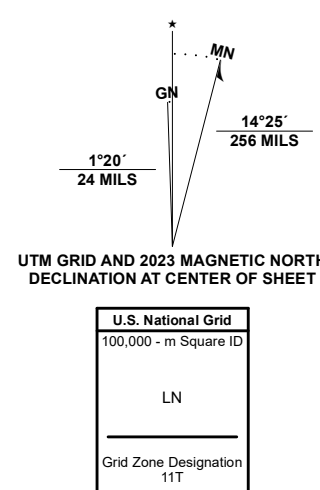 ★
MN
GN
14°25´
256 MILS
1°20´
24 MILS
UTM GRID AND 2023 MAGNETIC NORTH
DECLINATION AT CENTER OF SHEET
U.S. National Grid
100,000 - m Square ID
LN
Grid Zone Designation
11T